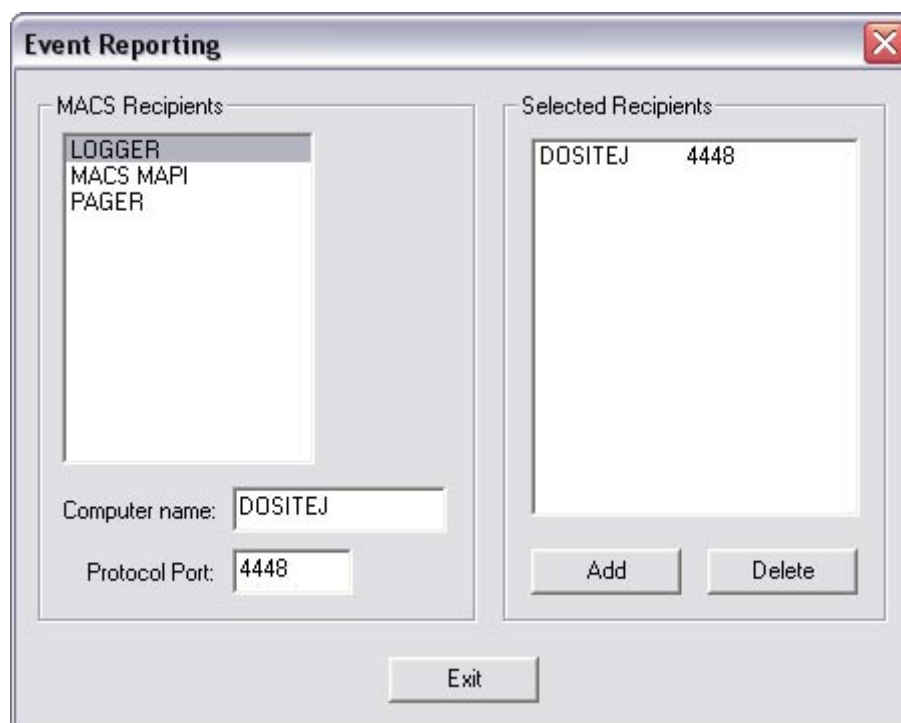 Event Reporting
MACS Recipients
LOGGER
MACS MAPI
PAGER
Computer name: DOSITEJ
Protocol Port: 4448
Selected Recipients
DOSITEJ 4448
Add Delete
Exit